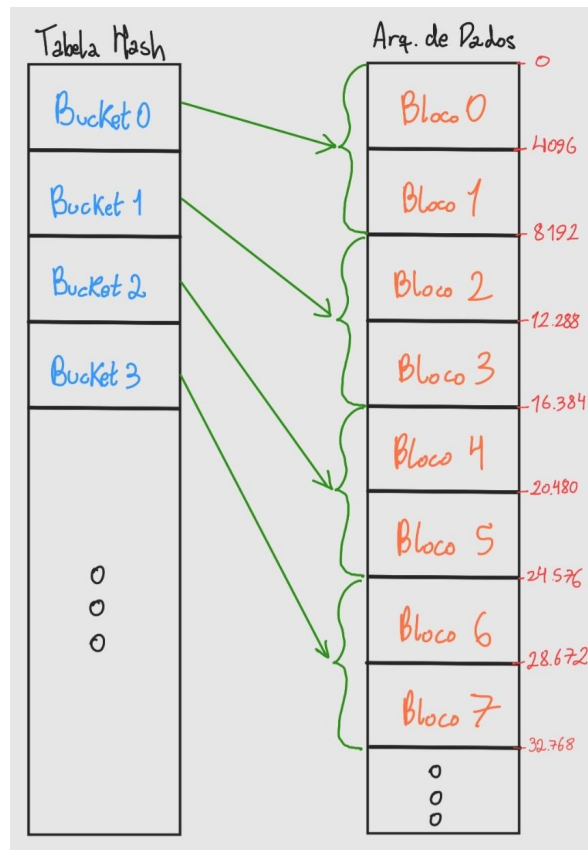 Tabela Hash
Bucket 0
Bucket 1
Bucket 2
Bucket 3
Arq. de Dados
0
Bloco 0
4096
Bloco 1
8192
Bloco 2
12.288
Bloco 3
16.384
Bloco 4
20.480
Bloco 5
24.576
Bloco 6
28.672
Bloco 7
32.768